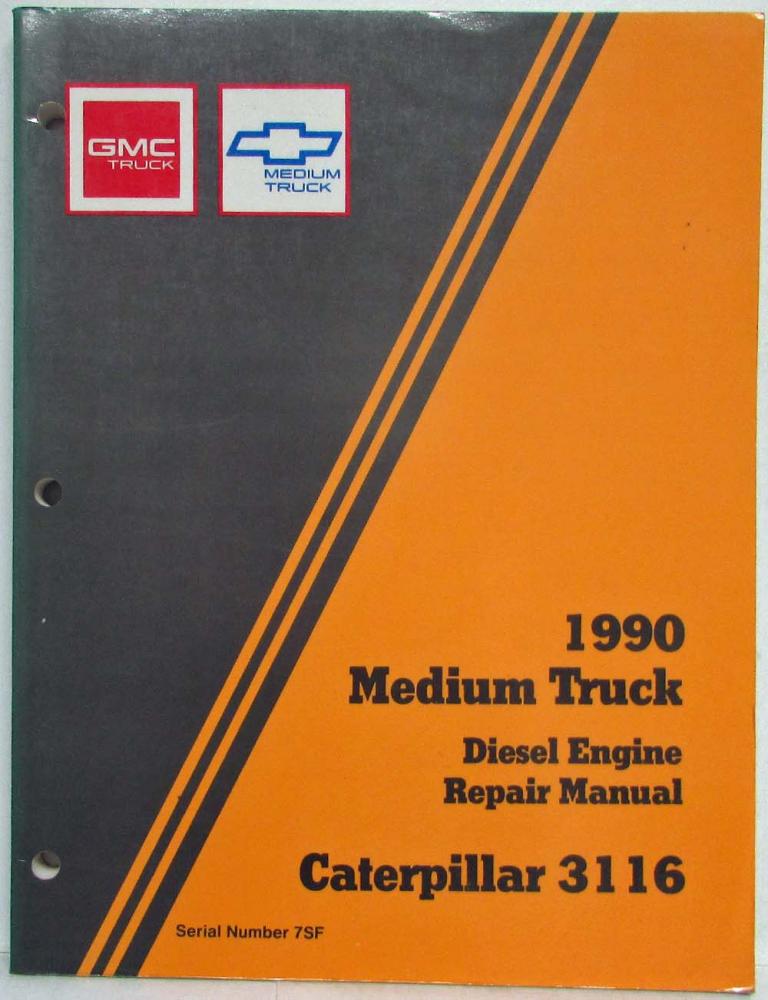 GMC
TRUCK
MEDIUM
TRUCK
1990
Medium Truck
Diesel Engine
Repair Manual
Caterpillar 3116
Serial Number 7SF